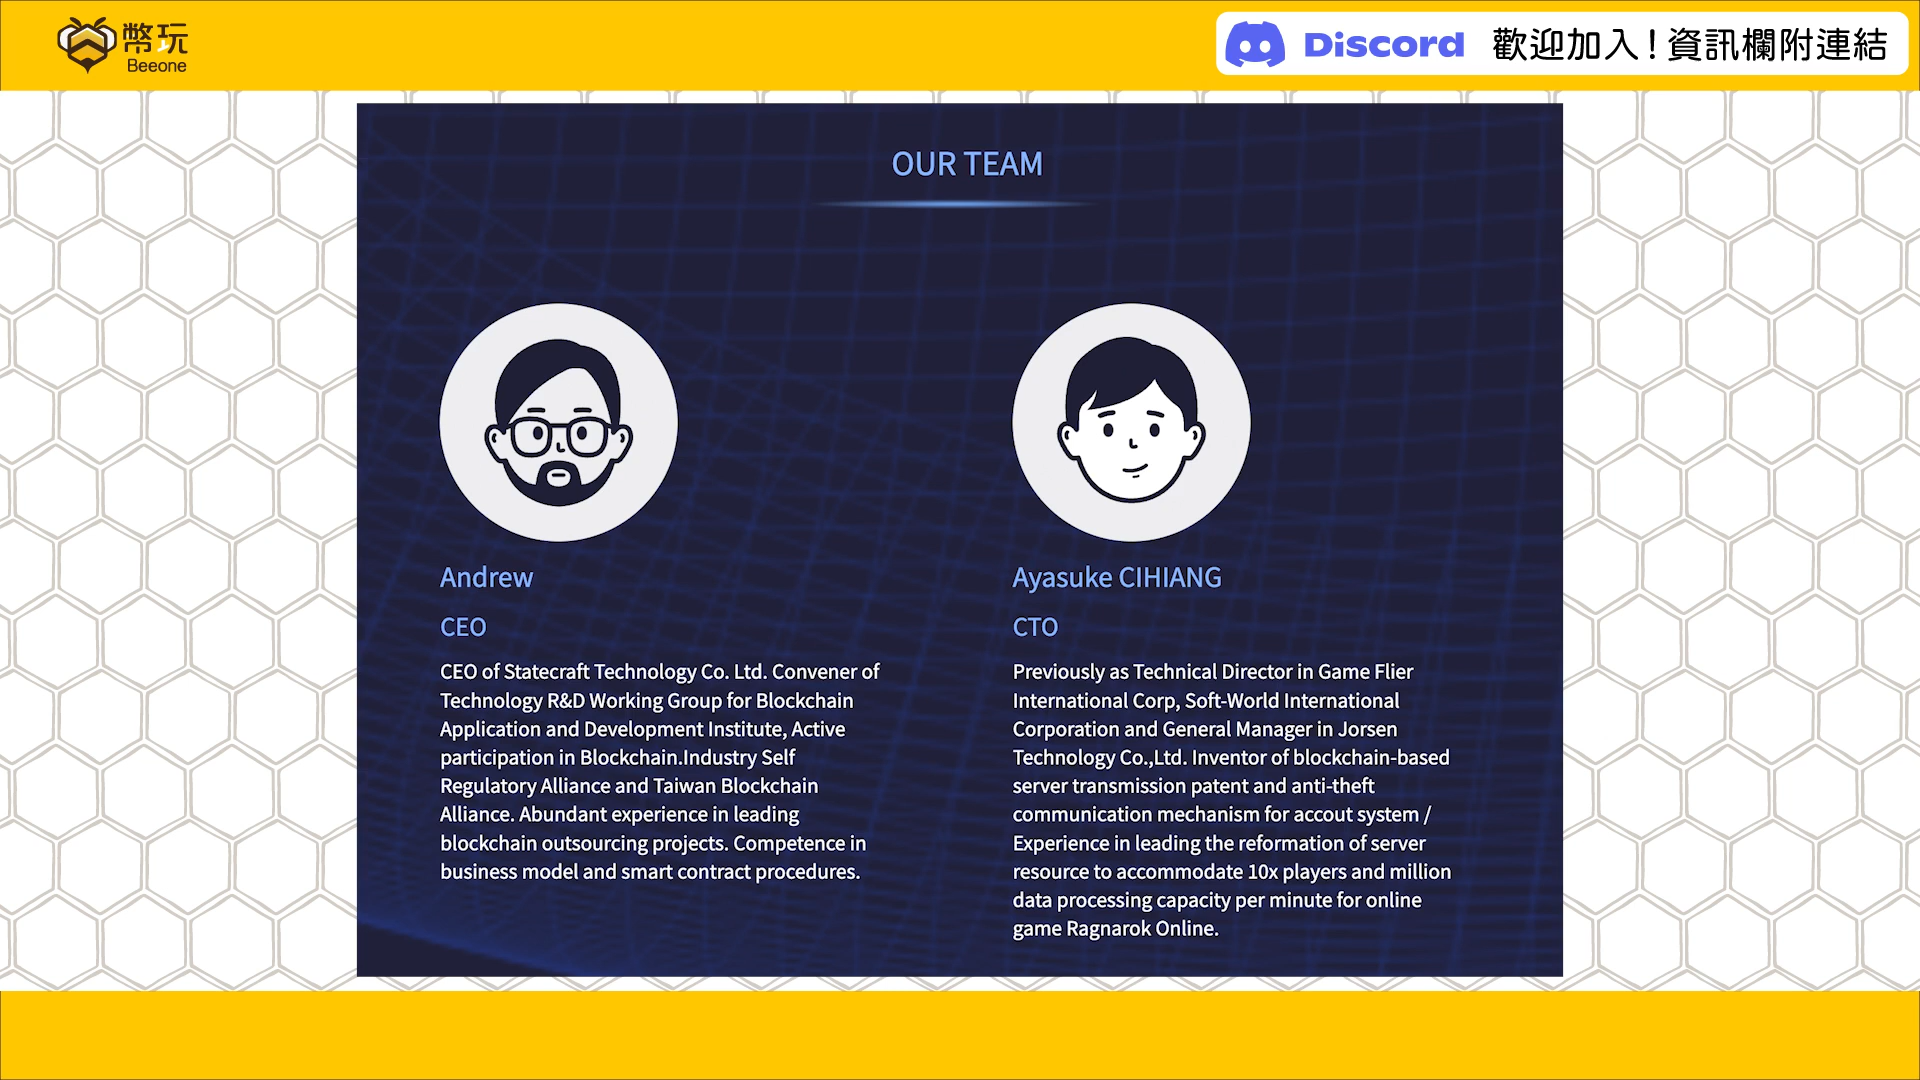 幣玩
Beeone
Discord 歡迎加入!資訊欄附連結
OUR TEAM
Andrew
CEO
CEO of Statecraft Technology Co. Ltd. Convener of
Technology R&D Working Group for Blockchain
Application and Development Institute, Active
participation in Blockchain.Industry Self
Regulatory Alliance and Taiwan Blockchain
Alliance. Abundant experience in leading
blockchain outsourcing projects. Competence in
business model and smart contract procedures.
Ayasuke CIHIANG
CTO
Previously as Technical Director in Game Flier
International Corp, Soft-World International
Corporation and General Manager in Jorsen
Technology Co.,Ltd. Inventor of blockchain-based
server transmission patent and anti-theft
communication mechanism for accout system /
Experience in leading the reformation of server
resource to accommodate 10x players and million
data processing capacity per minute for online
game Ragnarok Online.